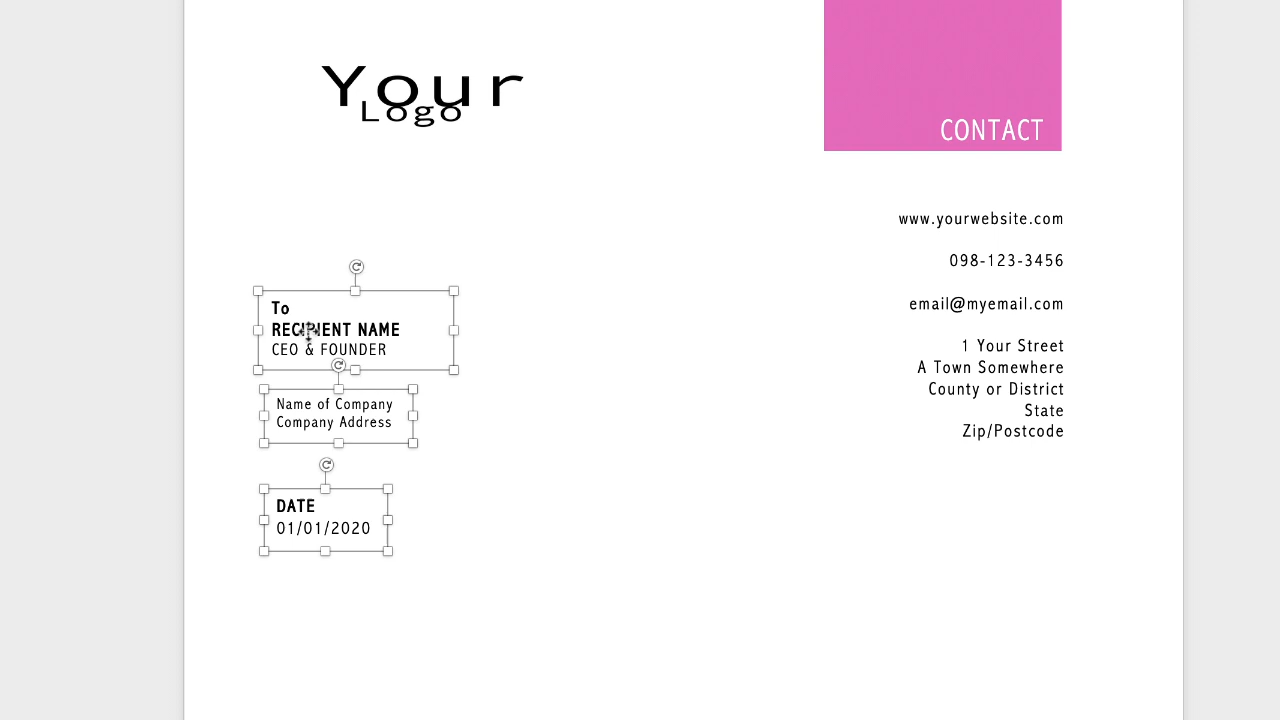 Your
Logo
CONTACT
www.yourwebsite.com
098-123-3456
email@myemail.com
1 Your Street
A Town Somewhere
County or District
State
Zip/Postcode
To
RECIPIENT NAME
CEO & FOUNDER
Name of Company
Company Address
DATE
01/01/2020